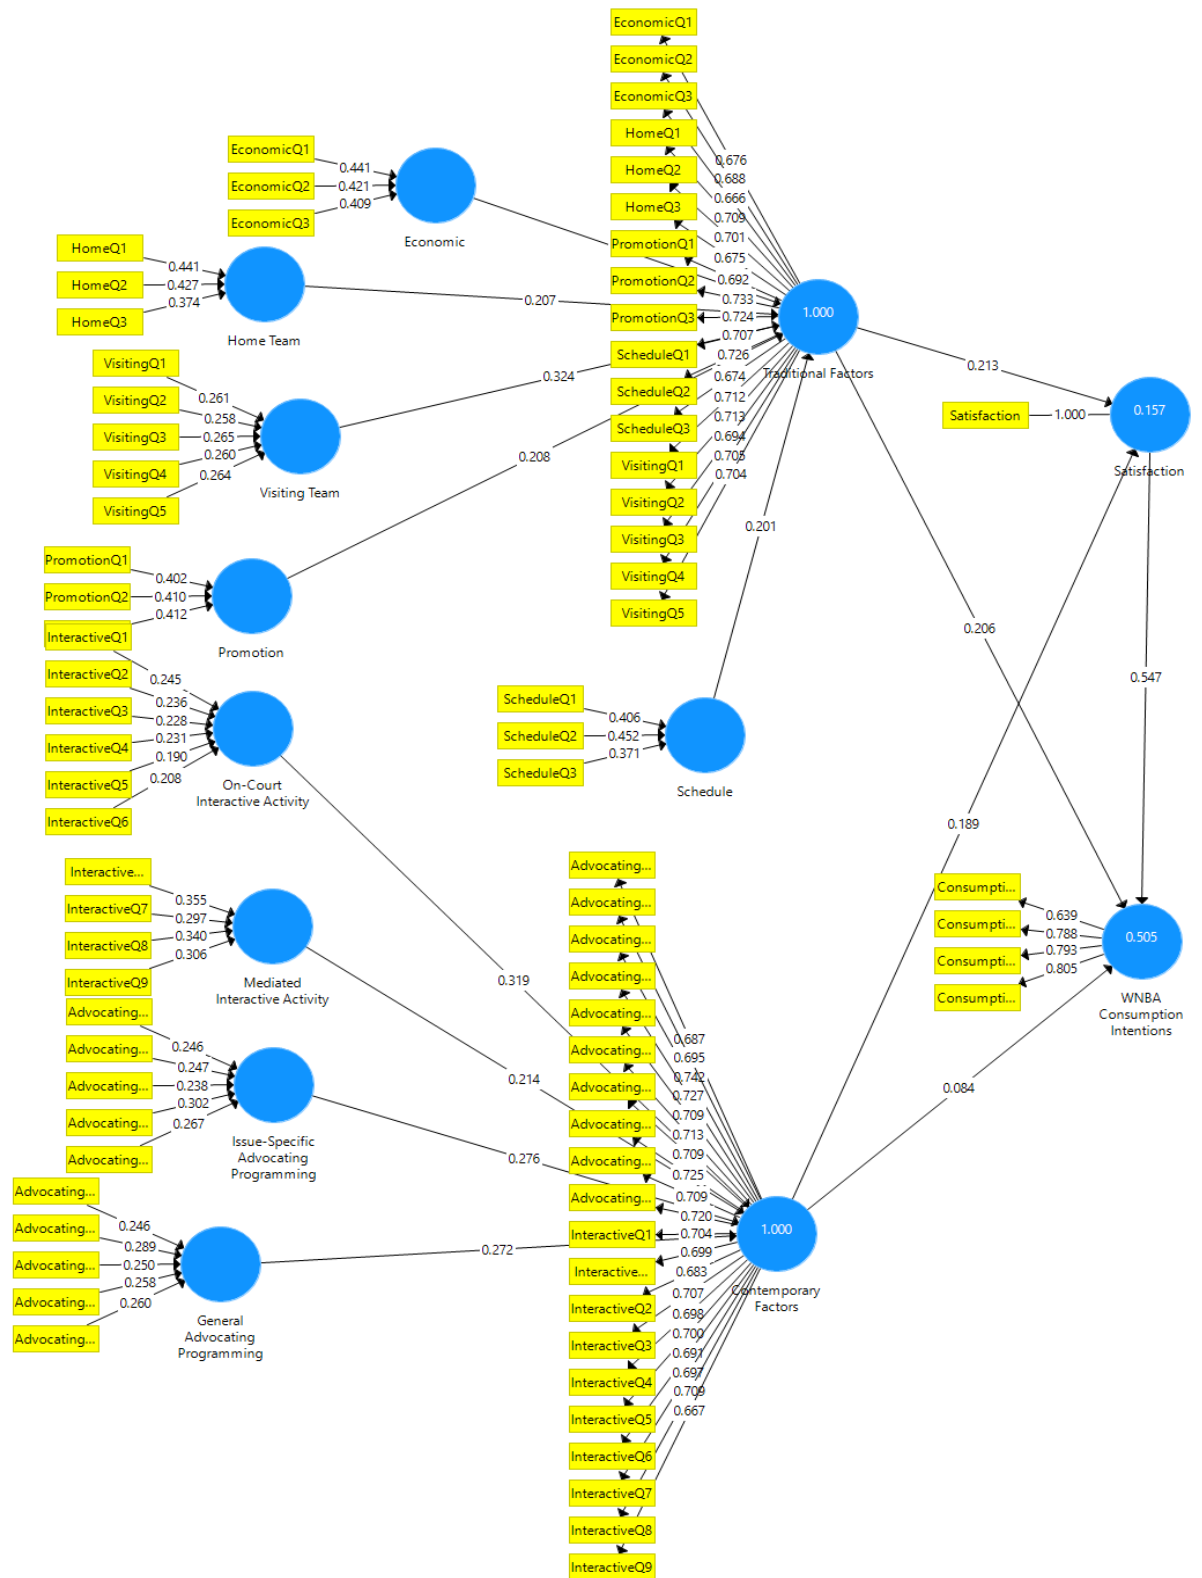 EconomicQ1
EconomicQ2
EconomicQ3
HomeQ1
HomeQ2
HomeQ3
PromotionQ1
PromotionQ2
PromotionQ3
ScheduleQ1
ScheduleQ2
ScheduleQ3
VisitingQ1
VisitingQ2
VisitingQ3
VisitingQ4
VisitingQ5
0.676
0.688
0.666
0.709
0.701
0.675
0.692
0.733
0.724
0.707
0.726
0.674
0.712
0.713
0.694
0.705
0.704
1.000
Traditional Factors
EconomicQ1
EconomicQ2
EconomicQ3
0.441
0.421
0.409
Economic
HomeQ1
HomeQ2
HomeQ3
0.441
0.427
0.374
Home Team
0.207
VisitingQ1
VisitingQ2
VisitingQ3
VisitingQ4
VisitingQ5
0.261
0.258
0.265
0.260
0.264
Visiting Team
0.324
PromotionQ1
PromotionQ2
0.402
0.410
0.412
Promotion
0.208
InteractiveQ1
InteractiveQ2
InteractiveQ3
InteractiveQ4
InteractiveQ5
InteractiveQ6
0.245
0.236
0.228
0.231
0.190
0.208
On-Court
Interactive Activity
0.319
ScheduleQ1
ScheduleQ2
ScheduleQ3
0.406
0.452
0.371
Schedule
0.201
0.213
Satisfaction
1.000
0.157
Satisfaction
0.206
0.547
0.189
Interactive...
InteractiveQ7
InteractiveQ8
InteractiveQ9
0.355
0.297
0.340
0.306
Mediated
Interactive Activity
0.214
Advocating...
Advocating...
Advocating...
Advocating...
Advocating...
0.246
0.247
0.238
0.302
0.267
Issue-Specific
Advocating
Programming
0.276
Advocating...
Advocating...
Advocating...
Advocating...
Advocating...
0.246
0.289
0.250
0.258
0.260
General
Advocating
Programming
0.272
Advocating...
Advocating...
Advocating...
Advocating...
Advocating...
Advocating...
Advocating...
Advocating...
Advocating...
Advocating...
InteractiveQ1
Interactive...
InteractiveQ2
InteractiveQ3
InteractiveQ4
InteractiveQ5
InteractiveQ6
InteractiveQ7
InteractiveQ8
InteractiveQ9
0.687
0.695
0.742
0.727
0.709
0.713
0.709
0.725
0.709
0.720
0.704
0.699
0.683
0.707
0.698
0.700
0.691
0.697
0.709
0.667
1.000
Contemporary
Factors
0.084
Consumpti...
Consumpti...
Consumpti...
Consumpti...
0.639
0.788
0.793
0.805
0.505
WNBA
Consumption
Intentions